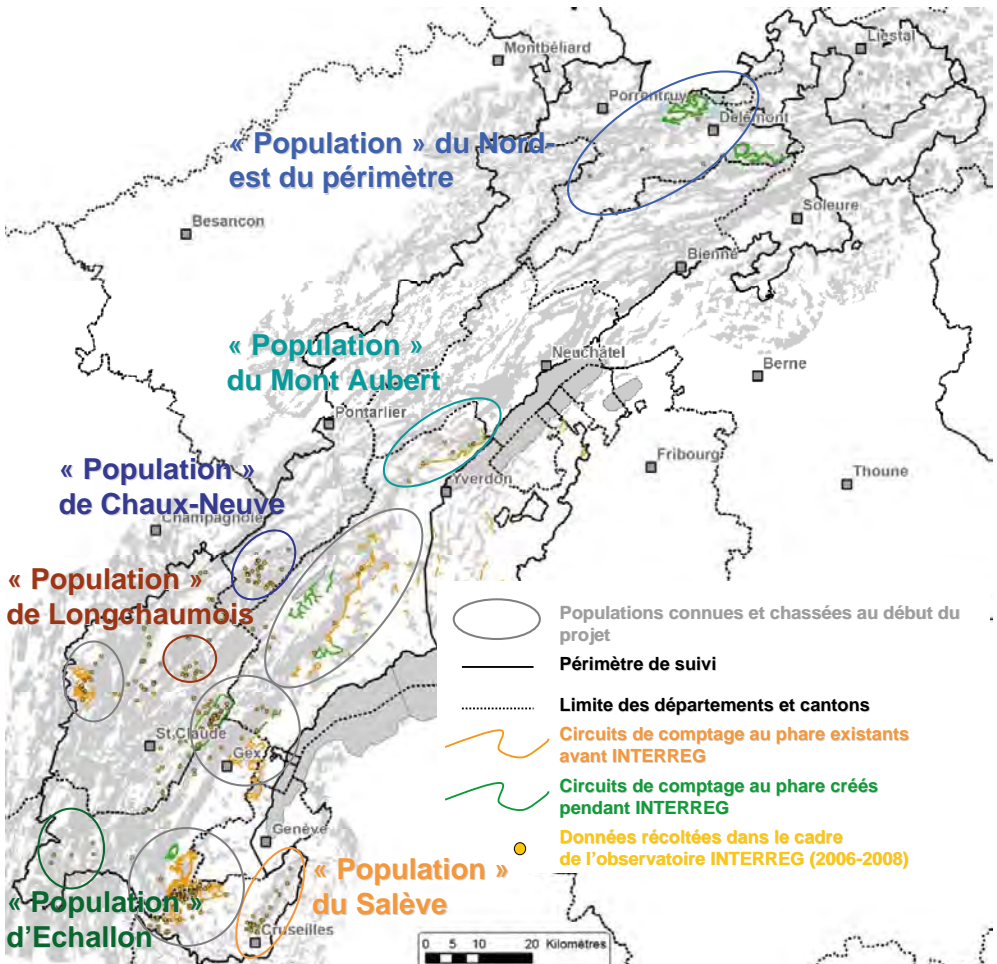 Montbéliard
Liestal
Porrentruy
Delémont
« Population » du Nord-
est du périmètre
Besançon
Soleure
Bienne
« Population »
du Mont Aubert
Neuchâtel
Berne
Pontarlier
Fribourg
Thoune
Yverdon
« Population »
de Chaux-Neuve
Champagnole
« Population »
de Longchaumois
St.Claude
Gex
Genève
« Population »
d'Echallon
« Population »
du Salève
Cruseilles
Populations connues et chassées au début du
projet
Périmètre de suivi
Limite des départements et cantons
Circuits de comptage au phare existants
avant INTERREG
Circuits de comptage au phare créés
pendant INTERREG
Données récoltées dans le cadre
de l'observatoire INTERREG (2006-2008)
0 5 10 20 Kilomètres